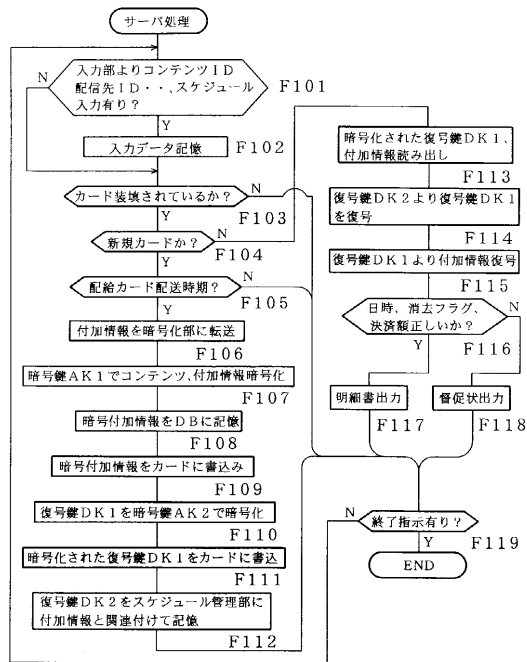 サーバ処理
入力部よりコンテンツID
配信先ID・・、スケジュール
入力有り？
N
F101
Y
入力データ記憶
F102
カード装填されているか？
N
F103
Y
新規カードか？
N
F104
Y
配給カード配送時期？
N
F105
Y
付加情報を暗号化部に転送
F106
暗号鍵AK1でコンテンツ、付加情報暗号化
F107
暗号付加情報をDBに記憶
F108
暗号付加情報をカードに書込み
F109
復号鍵DK1を暗号鍵AK2で暗号化
F110
暗号化された復号鍵DK1をカードに書込
F111
復号鍵DK2をスケジュール管理部に
付加情報と関連付けて記憶
F112
暗号化された復号鍵DK1、
付加情報読み出し
F113
復号鍵DK2より復号鍵DK1
を復号
F114
復号鍵DK1より付加情報復号
F115
日時、消去フラグ、
決済額正しいか？
N
Y
F116
明細書出力
F117
督促状出力
F118
N
終了指示有り？
Y
F119
END